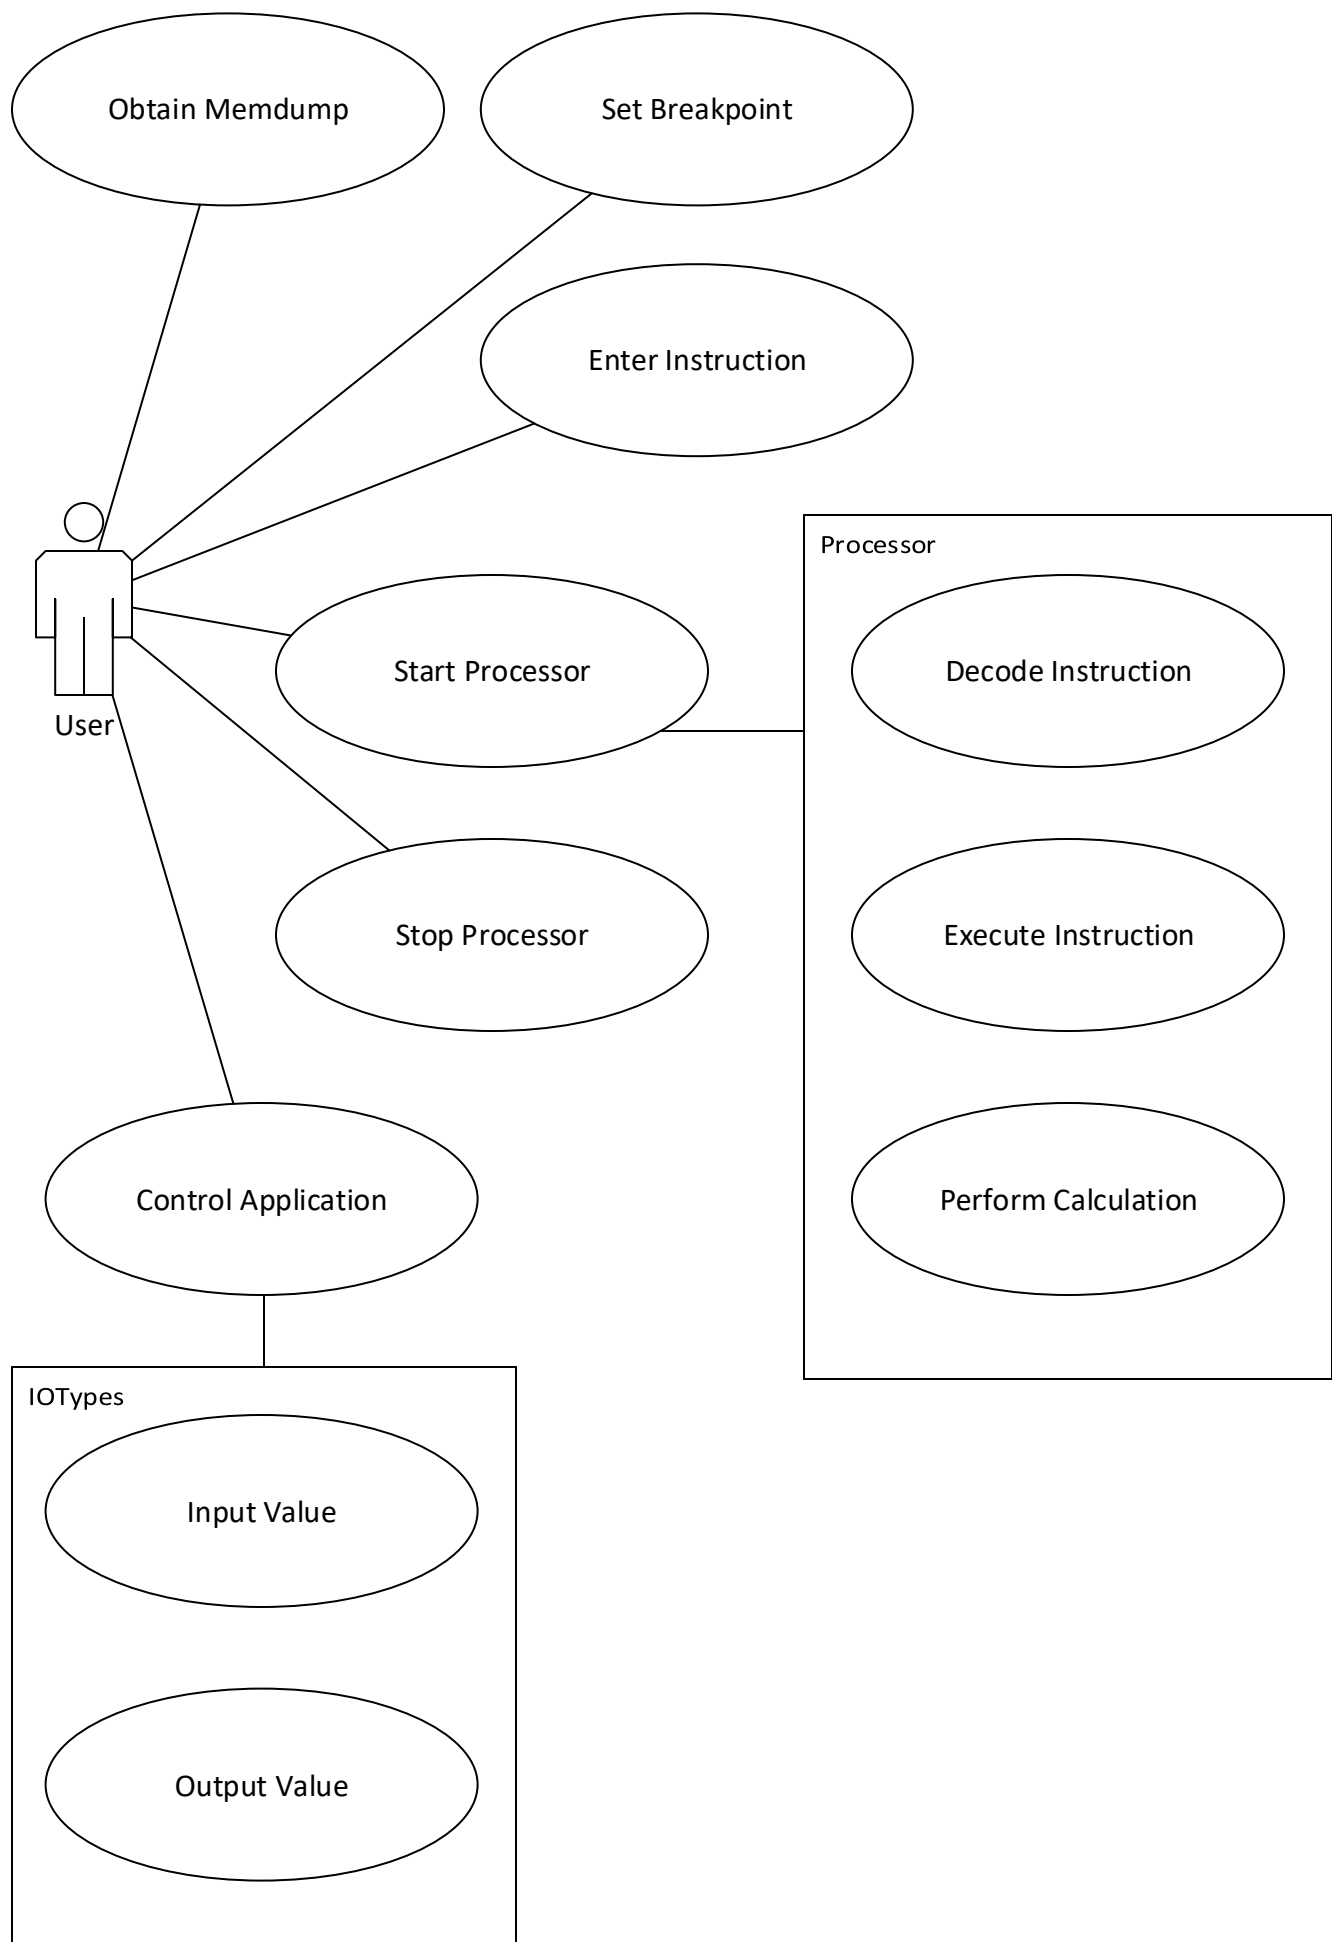 Obtain Memdump
Set Breakpoint
Enter Instruction
Processor
Start Processor
Decode Instruction
User
Stop Processor
Execute Instruction
Control Application
Perform Calculation
IOTypes
Input Value
Output Value